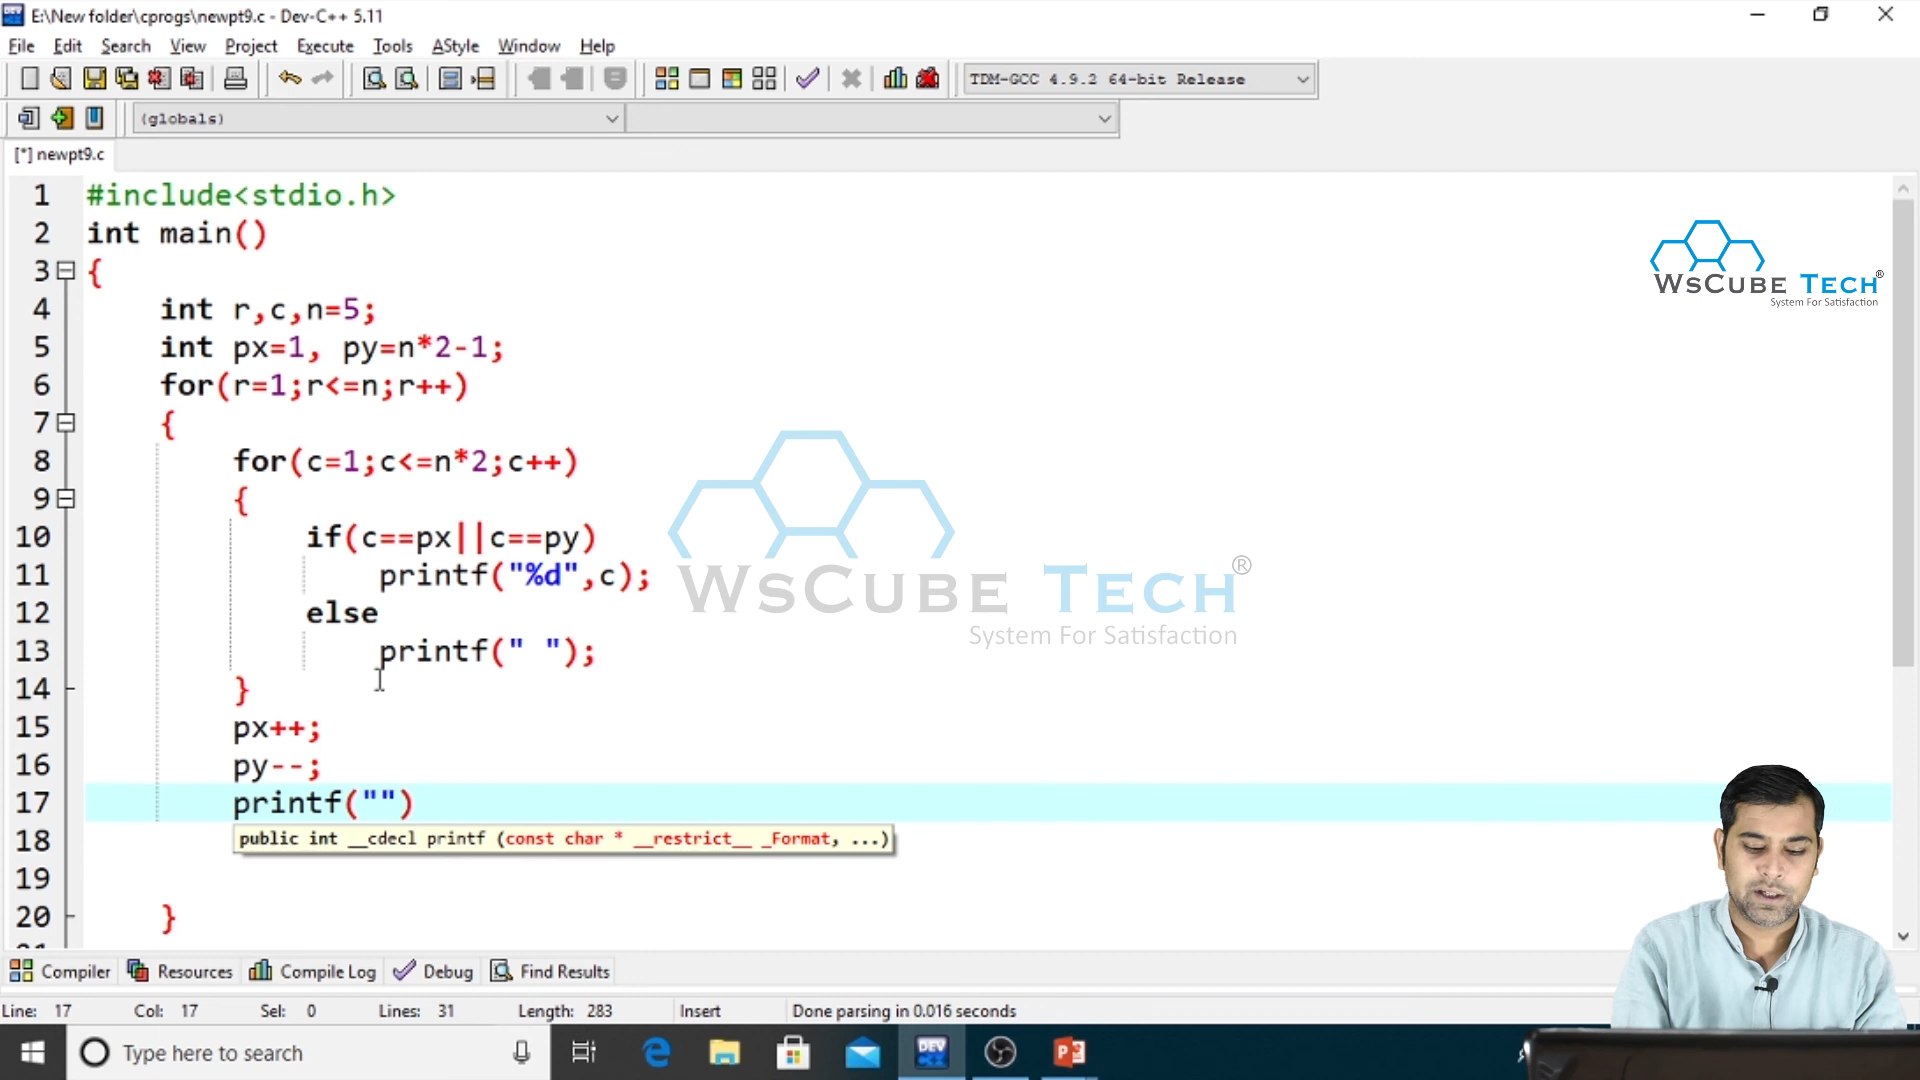 E:\New folder\cprogs\newpt9.c - Dev-C++ 5.11
File Edit Search View Project Execute Tools AStyle Window Help
TDM-GCC 4.9.2 64-bit Release
(globals)
[*] newpt9.c
1 #include<stdio.h>
2 int main()
3 {
4 int r,c,n=5;
5 int px=1, py=n*2-1;
6 for(r=1;r<=n;r++)
7 {
8 for(c=1;c<=n*2;c++)
9 {
10 if(c==px||c==py)
11 printf("%d",c);
12 else
13 printf(" ");
14 }
15 px++;
16 py--;
17 printf("")
18 public int __cdecl printf (const char * __restrict__ _Format, ...)
19
20 }
WsCube Tech®
System For Satisfaction
WsCube Tech®
System For Satisfaction
Compiler Resources Compile Log Debug Find Results
Line: 17 Col: 17 Sel: 0 Lines: 31 Length: 283 Insert Done parsing in 0.016 seconds
Type here to search
DEV